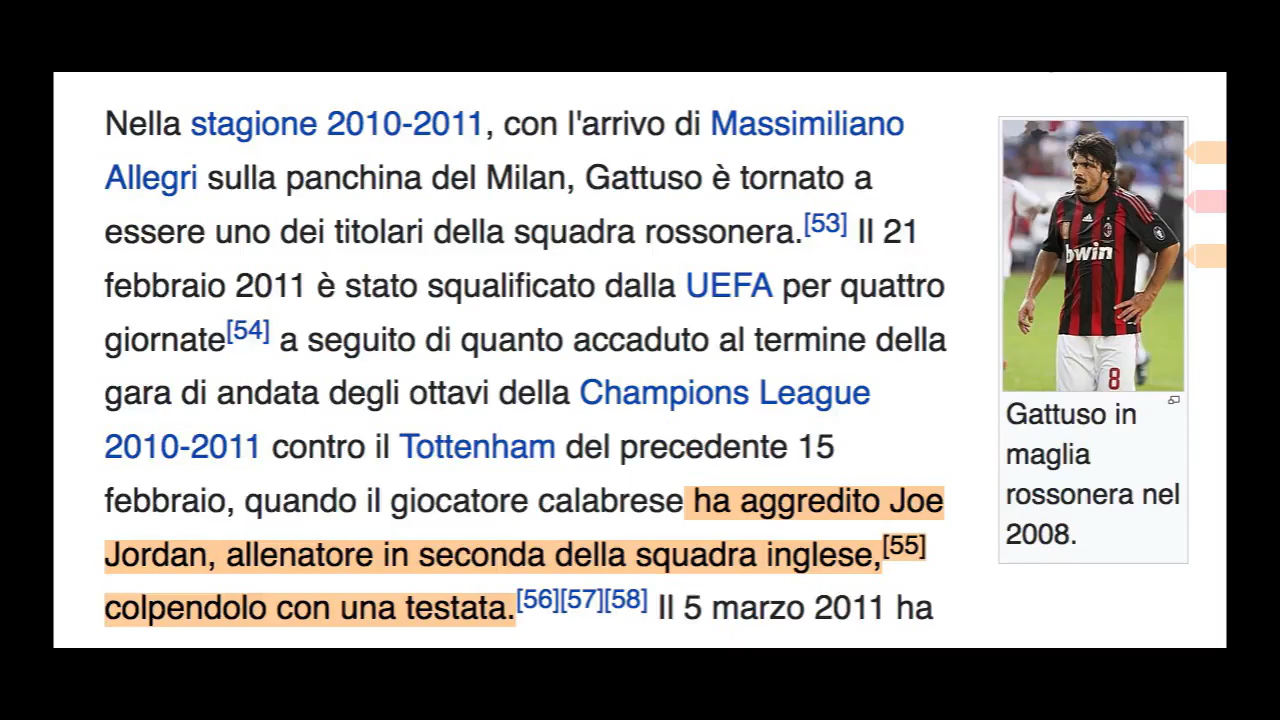 Nella stagione 2010-2011, con l'arrivo di Massimiliano
Allegri sulla panchina del Milan, Gattuso è tornato a
essere uno dei titolari della squadra rossonera.[53] Il 21
febbraio 2011 è stato squalificato dalla UEFA per quattro
giornate[54] a seguito di quanto accaduto al termine della
gara di andata degli ottavi della Champions League
2010-2011 contro il Tottenham del precedente 15
febbraio, quando il giocatore calabrese ha aggredito Joe
Jordan, allenatore in seconda della squadra inglese,[55]
colpendolo con una testata.[56][57][58] Il 5 marzo 2011 ha
bwin
8
Gattuso in
maglia
rossonera nel
2008.